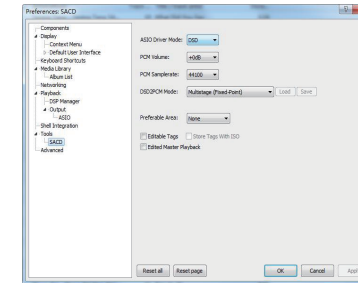 Preferences: SACD
Components
Display
Context Menu
Default User Interface
Keyboard Shortcuts
Media Library
Album List
Networking
Playback
DSP Manager
Output
ASIO
Shell Integration
Tools
SACD
Advanced
ASIO Driver Mode: DSD
PCM Volume: +0dB
PCM Samplerate: 44100
DSD2PCM Mode: Multistage (Fixed-Point) Load Save
Preferable Area: None
Editable Tags Store Tags With ISO
Edited Master Playback
Reset all Reset page OK Cancel Appl